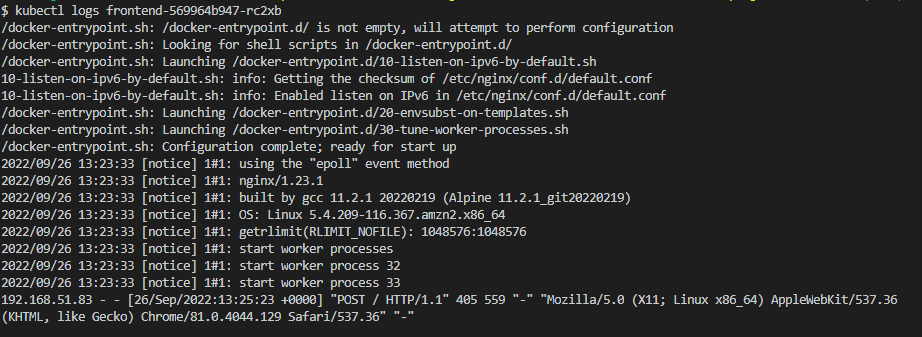 $ kubectl logs frontend-569964b947-rc2xb
/docker-entrypoint.sh: /docker-entrypoint.d/ is not empty, will attempt to perform configuration
/docker-entrypoint.sh: Looking for shell scripts in /docker-entrypoint.d/
/docker-entrypoint.sh: Launching /docker-entrypoint.d/10-listen-on-ipv6-by-default.sh
10-listen-on-ipv6-by-default.sh: info: Getting the checksum of /etc/nginx/conf.d/default.conf
10-listen-on-ipv6-by-default.sh: info: Enabled listen on IPv6 in /etc/nginx/conf.d/default.conf
/docker-entrypoint.sh: Launching /docker-entrypoint.d/20-envsubst-on-templates.sh
/docker-entrypoint.sh: Launching /docker-entrypoint.d/30-tune-worker-processes.sh
/docker-entrypoint.sh: Configuration complete; ready for start up
2022/09/26 13:23:33 [notice] 1#1: using the "epoll" event method
2022/09/26 13:23:33 [notice] 1#1: nginx/1.23.1
2022/09/26 13:23:33 [notice] 1#1: built by gcc 11.2.1 20220219 (Alpine 11.2.1_git20220219)
2022/09/26 13:23:33 [notice] 1#1: OS: Linux 5.4.209-116.367.amzn2.x86_64
2022/09/26 13:23:33 [notice] 1#1: getrlimit(RLIMIT_NOFILE): 1048576:1048576
2022/09/26 13:23:33 [notice] 1#1: start worker processes
2022/09/26 13:23:33 [notice] 1#1: start worker process 32
2022/09/26 13:23:33 [notice] 1#1: start worker process 33
192.168.51.83 - - [26/Sep/2022:13:25:23 +0000] "POST / HTTP/1.1" 405 559 "-" "Mozilla/5.0 (X11; Linux x86_64) AppleWebKit/537.36
(KHTML, like Gecko) Chrome/81.0.4044.129 Safari/537.36" "-"